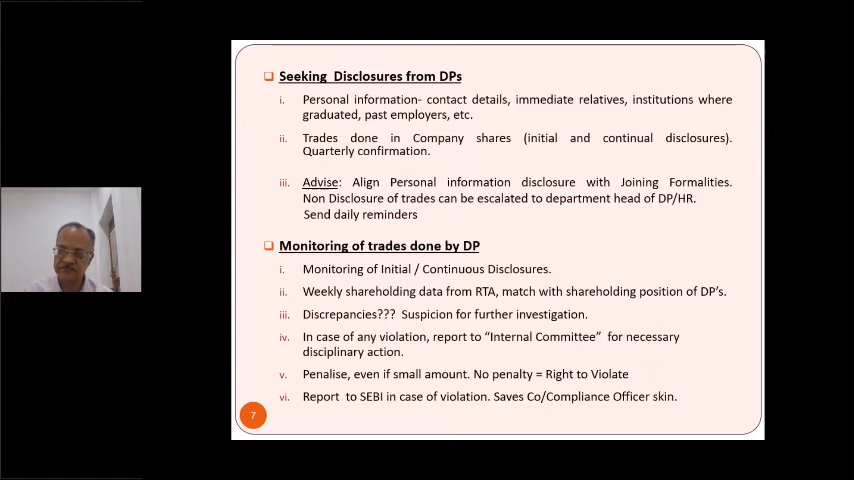 ❑ Seeking Disclosures from DPs
i. Personal information- contact details, immediate relatives, institutions where
graduated, past employers, etc.
ii. Trades done in Company shares (initial and continual disclosures).
Quarterly confirmation.
iii. Advise: Align Personal information disclosure with Joining Formalities.
Non Disclosure of trades can be escalated to department head of DP/HR.
Send daily reminders
❑ Monitoring of trades done by DP
i. Monitoring of Initial / Continuous Disclosures.
ii. Weekly shareholding data from RTA, match with shareholding position of DP's.
iii. Discrepancies??? Suspicion for further investigation.
iv. In case of any violation, report to “Internal Committee” for necessary
disciplinary action.
v. Penalise, even if small amount. No penalty = Right to Violate
vi. Report to SEBI in case of violation. Saves Co/Compliance Officer skin.
7